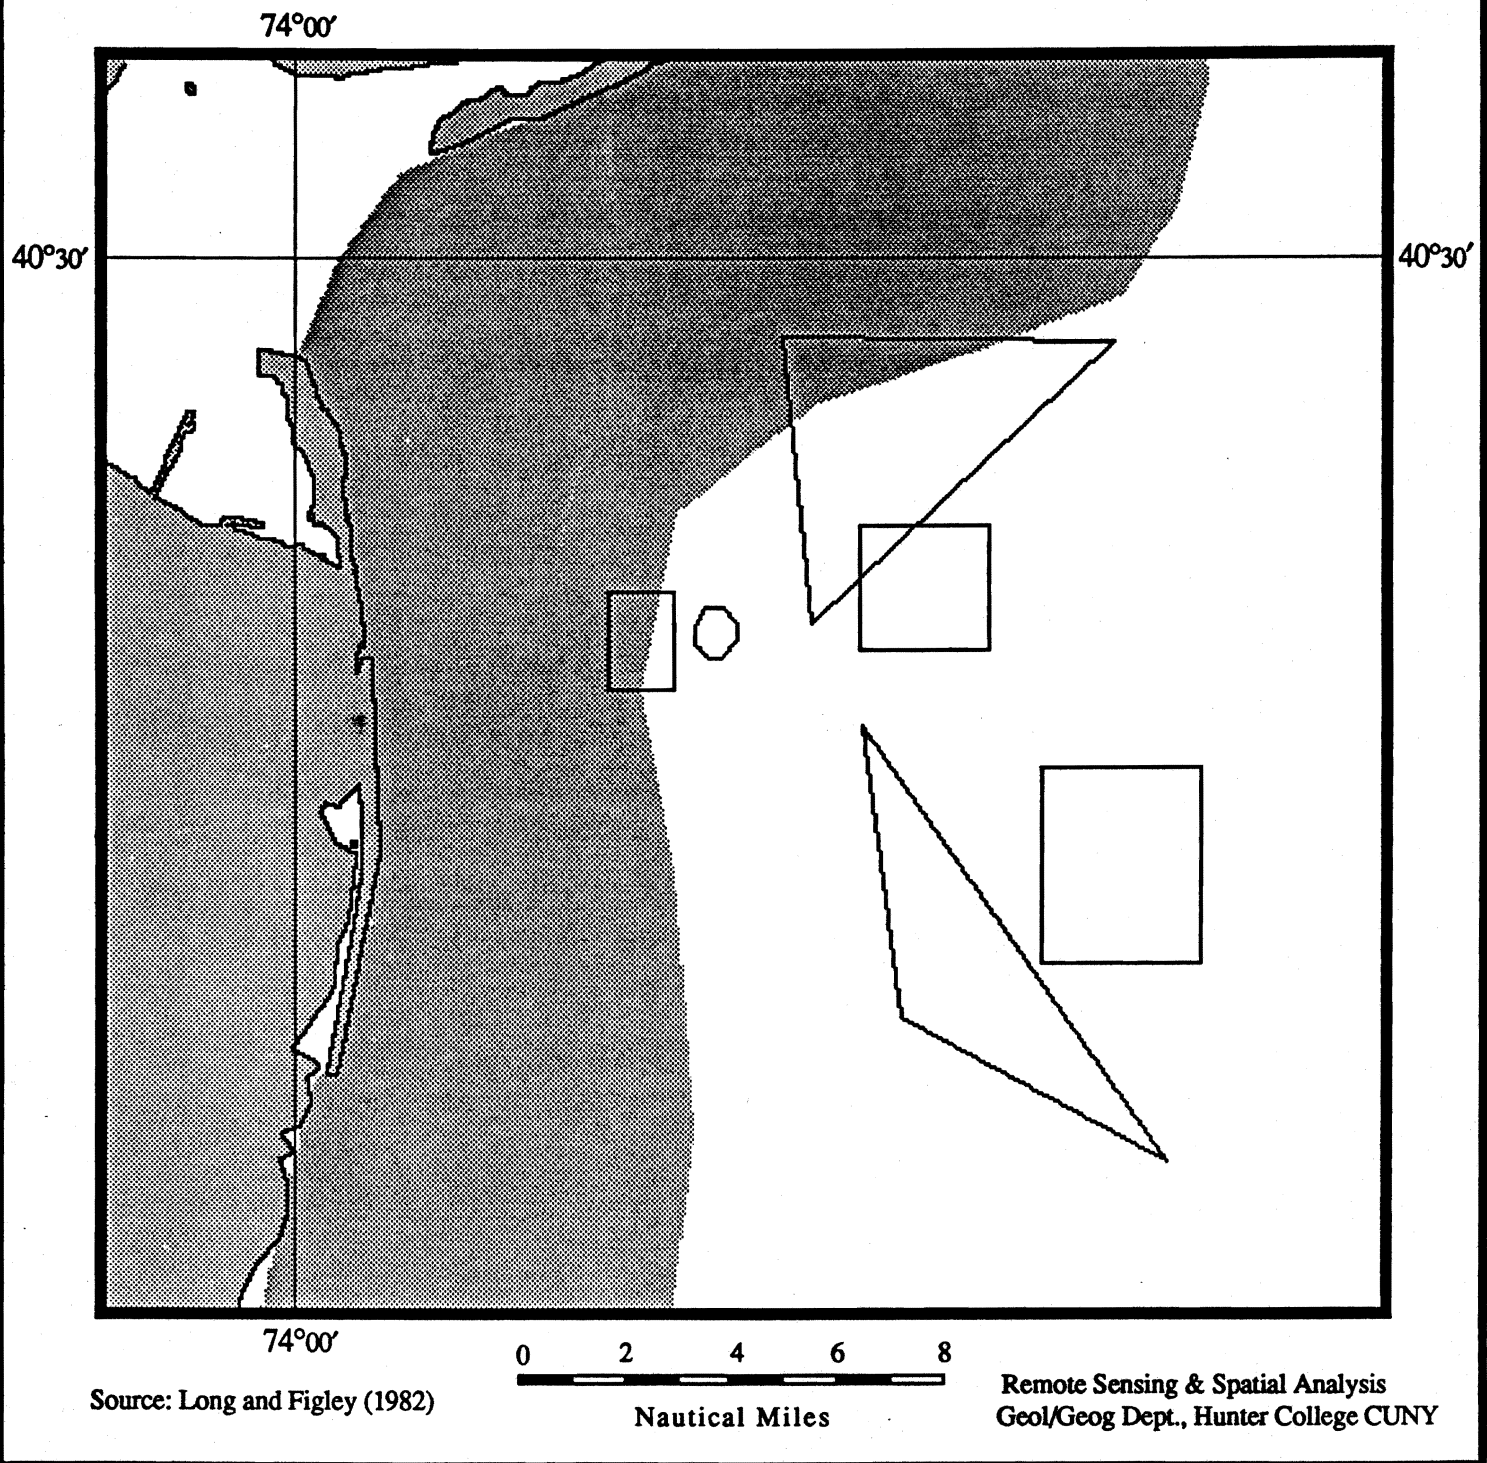 74°00′
40°30′
40°30′
74°00′
0 2 4 6 8
Nautical Miles
Source: Long and Figley (1982)
Remote Sensing & Spatial Analysis
Geol/Geog Dept., Hunter College CUNY